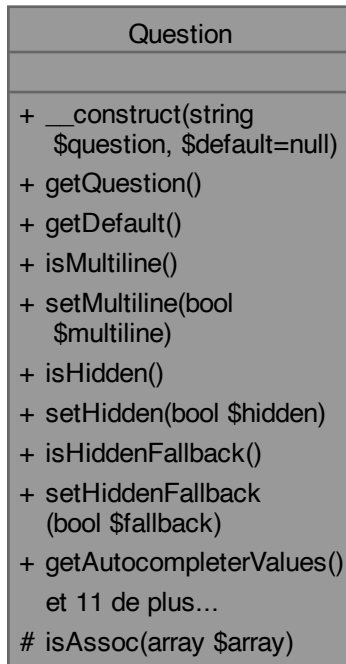 Question
+ __construct(string
$question, $default=null)
+ getQuestion()
+ getDefault()
+ isMultiline()
+ setMultiline(bool
$multiline)
+ isHidden()
+ setHidden(bool $hidden)
+ isHiddenFallback()
+ setHiddenFallback
(bool $fallback)
+ getAutocompleterValues()
et 11 de plus...
# isAssoc(array $array)